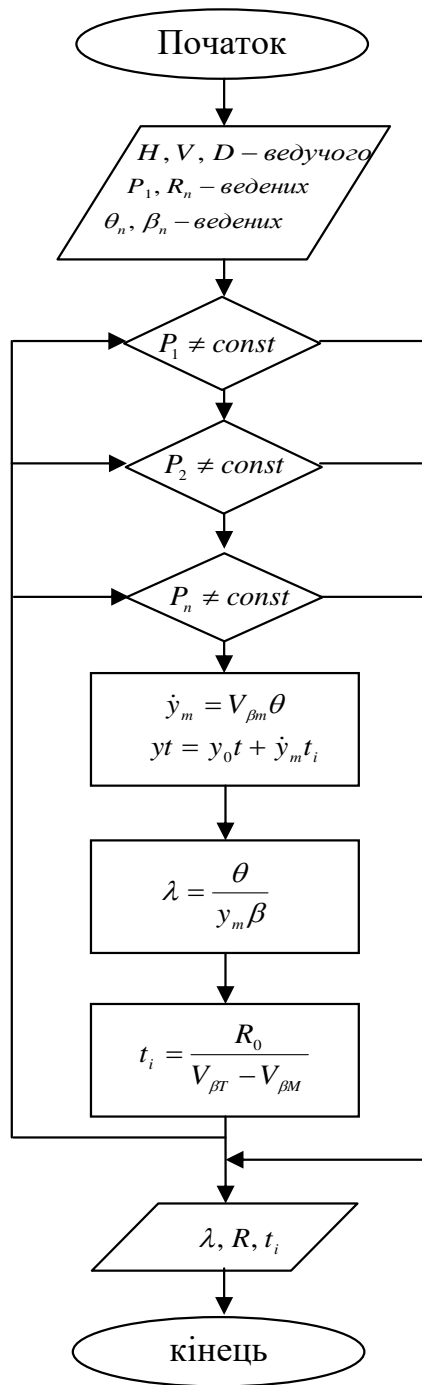 Початок
H, V, D – ведучого
P₁, Rₙ – ведених
θₙ, βₙ – ведених
P₁ ≠ const
P₂ ≠ const
Pₙ ≠ const
ẏₘ = V_βm θ
yt = y₀t + ẏₘtᵢ
λ = θ / (yₘβ)
tᵢ = R₀ / (V_βT − V_βM)
λ, R, tᵢ
кінець